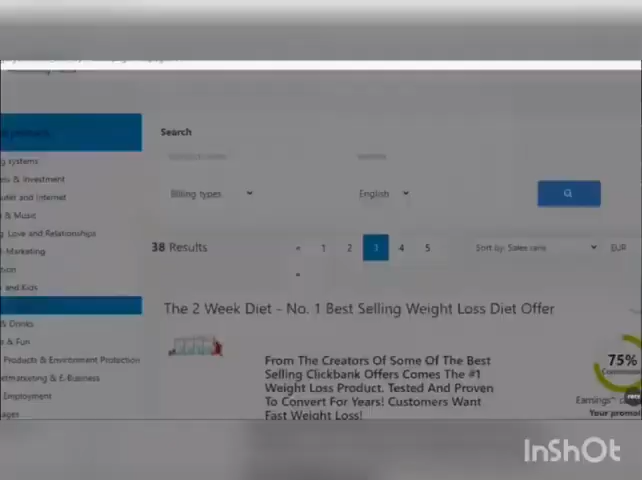 Search
g systems
& Investment
uter and Internet
& Music
Love and Relationships
-Marketing
38 Results
Billing types
English
« 1 2 3 4 5
Sort by: Sales rank
EUR
and Kids
& Drinks
e & Fun
Products & Environment Protection
& E-Business
Employment
The 2 Week Diet - No. 1 Best Selling Weight Loss Diet Offer
From The Creators Of Some Of The Best
Selling Clickbank Offers Comes The #1
Weight Loss Product. Tested And Proven
To Convert For Years! Customers Want
Fast Weight Loss!
75%
Earnings*:
Your promo
InShOt